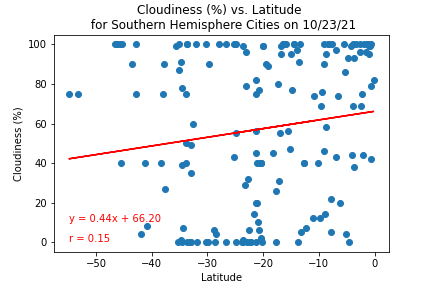 Cloudiness (%) vs. Latitude
for Southern Hemisphere Cities on 10/23/21
100
80
60
40
20
0
Cloudiness (%)
y = 0.44x + 66.20
r = 0.15
−50 −40 −30 −20 −10 0
Latitude